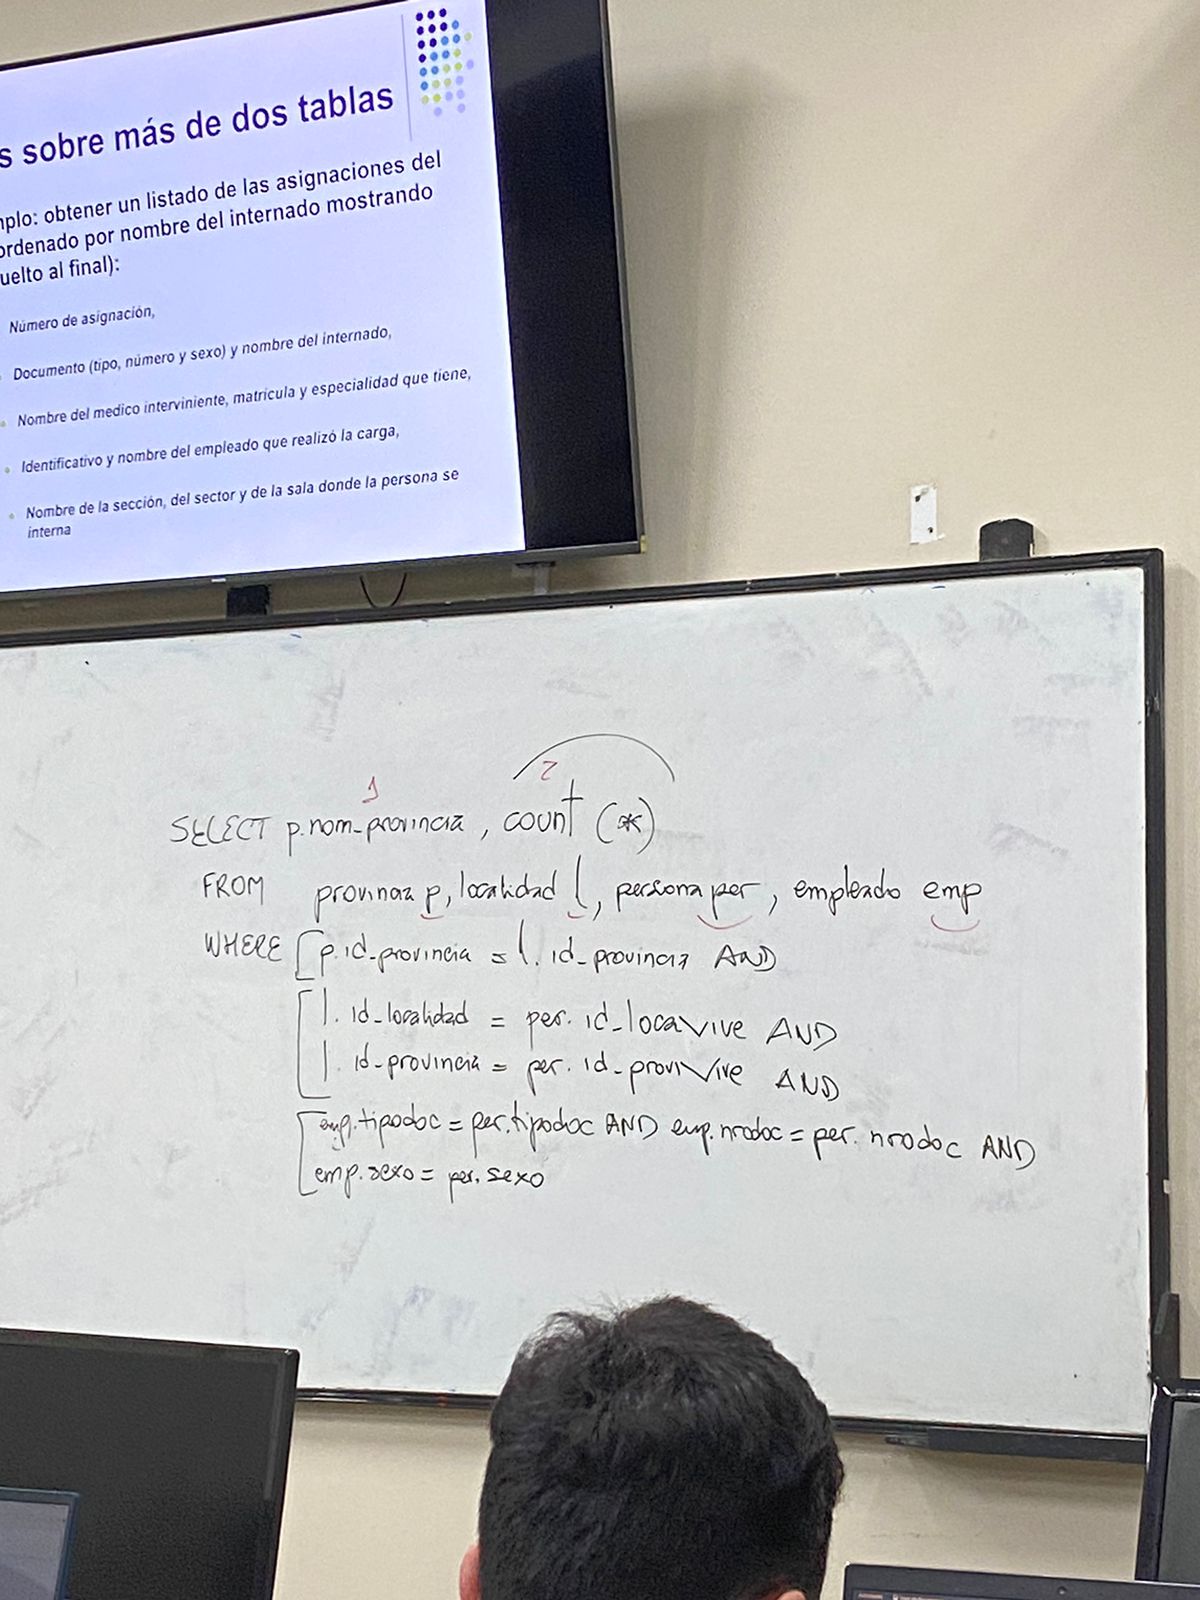 s sobre más de dos tablas
mplo: obtener un listado de las asignaciones del
ordenado por nombre del internado mostrando
uelto al final):
Número de asignación,
Documento (tipo, número y sexo) y nombre del internado,
Nombre del medico interviniente, matrícula y especialidad que tiene,
Identificativo y nombre del empleado que realizó la carga,
Nombre de la sección, del sector y de la sala donde la persona se
interna
1 2
SELECT p.nom_provincia, count (*)
FROM provincia p, localidad l, persona per, empleado emp
WHERE p.id_provincia = l.id_provincia AND
l.id_localidad = per.id_locaVive AND
l.id_provincia = per.id_proviVive AND
emp.tipodoc = per.tipodoc AND emp.nrodoc = per.nrodoc AND
emp.sexo = per.sexo